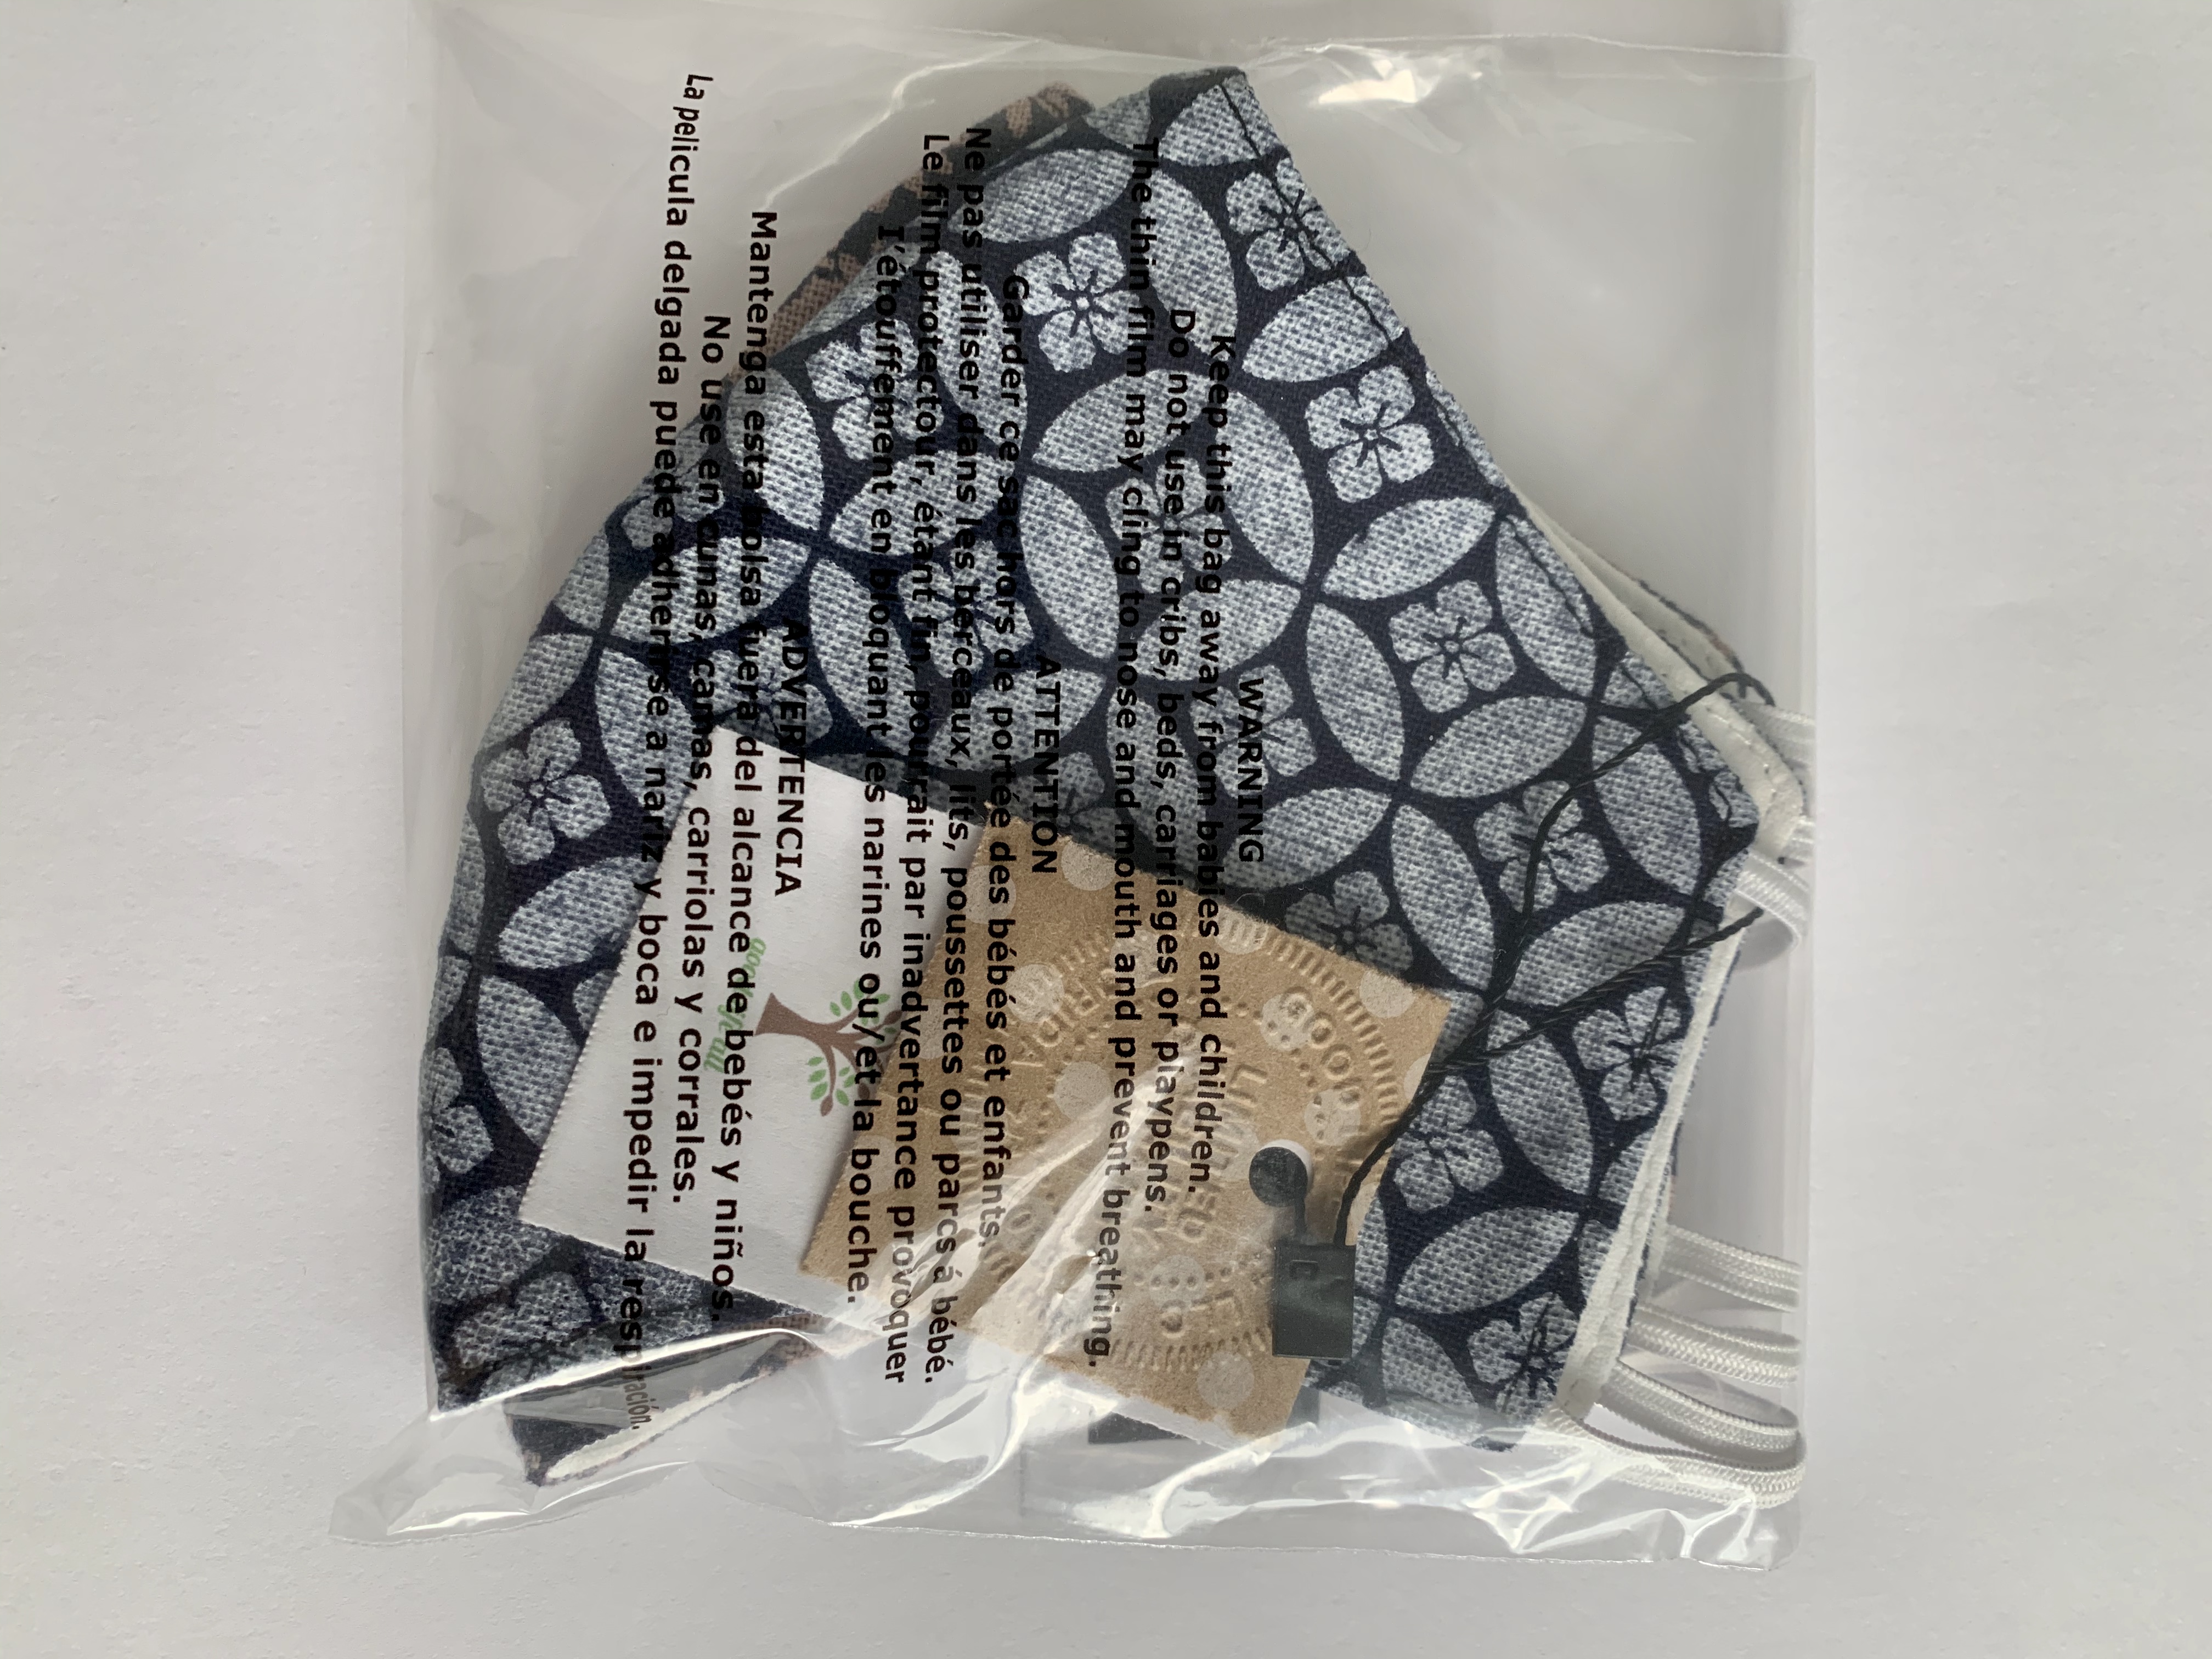 WARNING
Keep this bag away from babies and children.
Do not use in cribs, beds, carriages or playpens.
The thin film may cling to nose and mouth and prevent breathing.
ATTENTION
Garder ce sac hors de portée des bébés et enfants.
Ne pas utiliser dans les berceaux, lits, poussettes ou parcs á bébé.
Le film protectour, étant fin, pourrait par inadvertance provoquer
l'étouffement en bloquant les narines ou/et la bouche.
ADVERTENCIA
Mantenga esta bolsa fuera del alcance de bebés y niños.
No use en cunas, camas, carriolas y corrales.
La pelicula delgada puede adherirse a nariz y boca e impedir la respiración.
GOOD